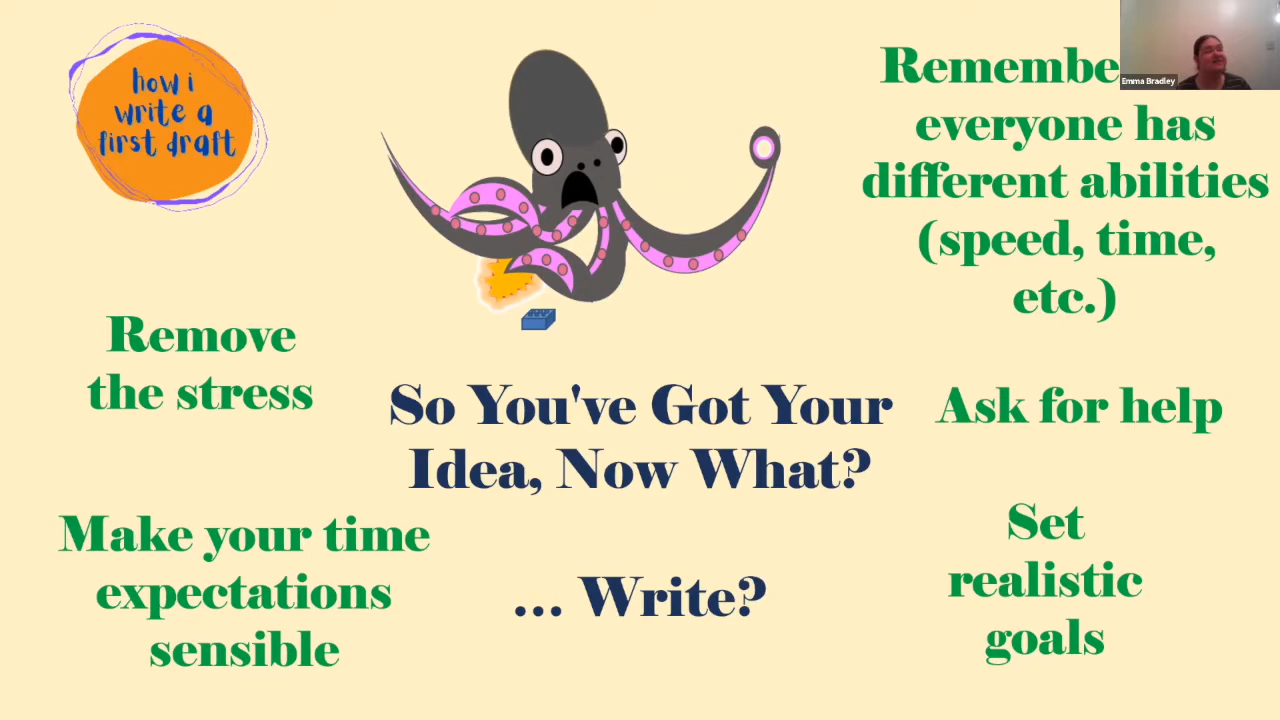 how i
write a
first draft
Remembe
everyone has
different abilities
(speed, time,
etc.)
Emma Bradley
Remove
the stress
So You've Got Your
Idea, Now What?
Ask for help
Make your time
expectations
sensible
... Write?
Set
realistic
goals